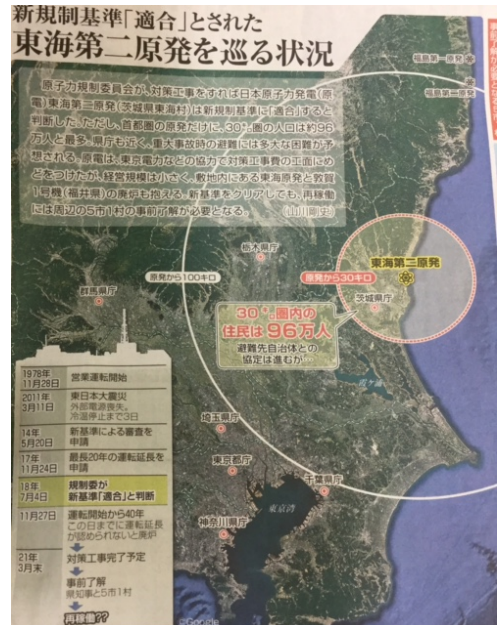 新規制基準「適合」とされた
東海第二原発を巡る状況
原子力規制委員会が、対策工事をすれば日本原子力発電(原
電)東海第二原発(茨城県東海村)は新規制基準に「適合」すると
判断した。ただし、首都圏の原発だけに、30㌔圏の人口は約96
万人と最多。県庁も近く、重大事故時の避難には多大な困難が予
想される。原電は、東京電力などの協力で対策工事費の工面にめ
どをつけたが、経営規模は小さく、敷地内にある東海原発と敦賀
1号機(福井県)の廃炉も抱える。新基準をクリアしても、再稼働
には周辺の5市1村の事前了解が必要となる。 山川剛史
福島第一原発
福島第二原発
栃木県庁
原発から100キロ
群馬県庁
東海第二原発
原発から30キロ
茨城県庁
30㌔圏内の
住民は96万人
避難先自治体との
協定は進むが…
霞ケ浦
埼玉県庁
東京都庁
千葉県庁
神奈川県庁
東京湾
1978年
11月28日
営業運転開始
2011年
3月11日
東日本大震災
外部電源喪失。
冷温停止まで3日
14年
5月20日
新基準による審査を
申請
17年
11月24日
最長20年の運転延長を
申請
18年
7月4日
規制委が
新基準「適合」と判断
11月27日
運転開始から40年
この日までに運転延長
が認められないと廃炉
21年
3月末
対策工事完了予定
事前了解
県知事と5市1村
再稼働??